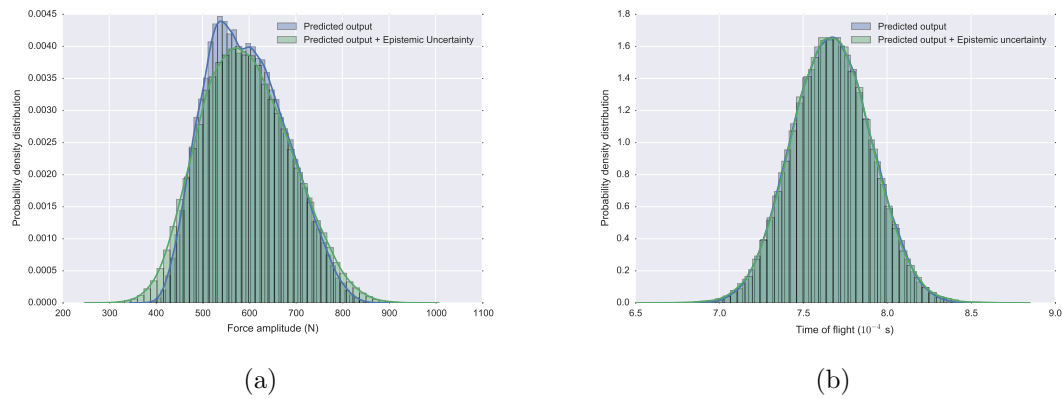 0.0045
0.0040
0.0035
0.0030
0.0025
0.0020
0.0015
0.0010
0.0005
0.0000
Probability density distribution
Predicted output
Predicted output + Epistemic Uncertainty
200 300 400 500 600 700 800 900 1000 1100
Force amplitude (N)
(a)
1.8
1.6
1.4
1.2
1.0
0.8
0.6
0.4
0.2
0.0
Probability density distribution
Predicted output
Predicted output + Epistemic uncertainty
6.5 7.0 7.5 8.0 8.5 9.0
Time of flight (10⁻⁴ s)
(b)